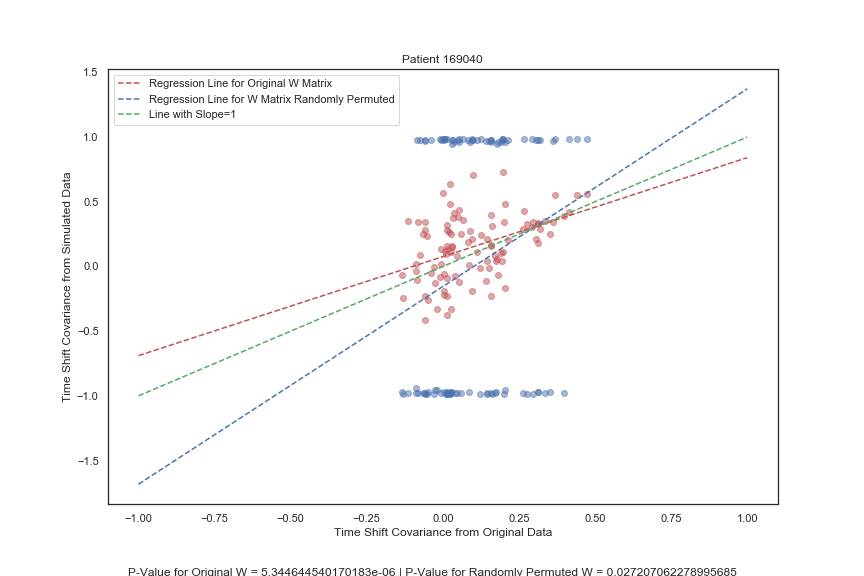 Patient 169040
Regression Line for Original W Matrix
Regression Line for W Matrix Randomly Permuted
Line with Slope=1
1.5
1.0
0.5
0.0
−0.5
−1.0
−1.5
Time Shift Covariance from Simulated Data
−1.00 −0.75 −0.50 −0.25 0.00 0.25 0.50 0.75 1.00
Time Shift Covariance from Original Data
P-Value for Original W = 5.344644540170183e-06 | P-Value for Randomly Permuted W = 0.027207062278995685